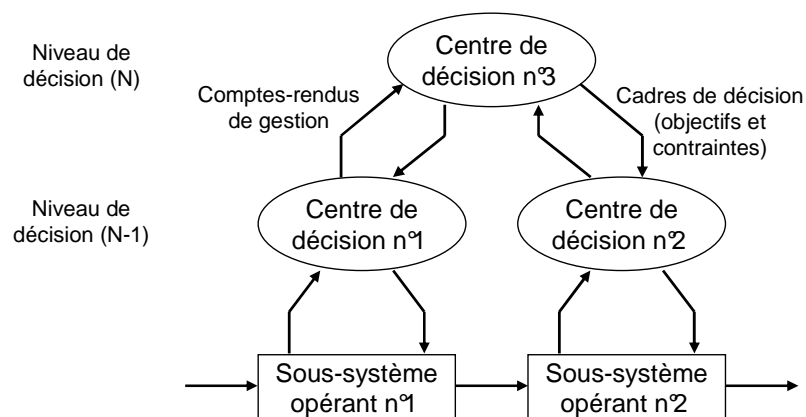 Niveau de
décision (N)
Centre de
décision n°3
Comptes-rendus
de gestion
Cadres de décision
(objectifs et
contraintes)
Niveau de
décision (N-1)
Centre de
décision n°1
Centre de
décision n°2
Sous-système
opérant n°1
Sous-système
opérant n°2